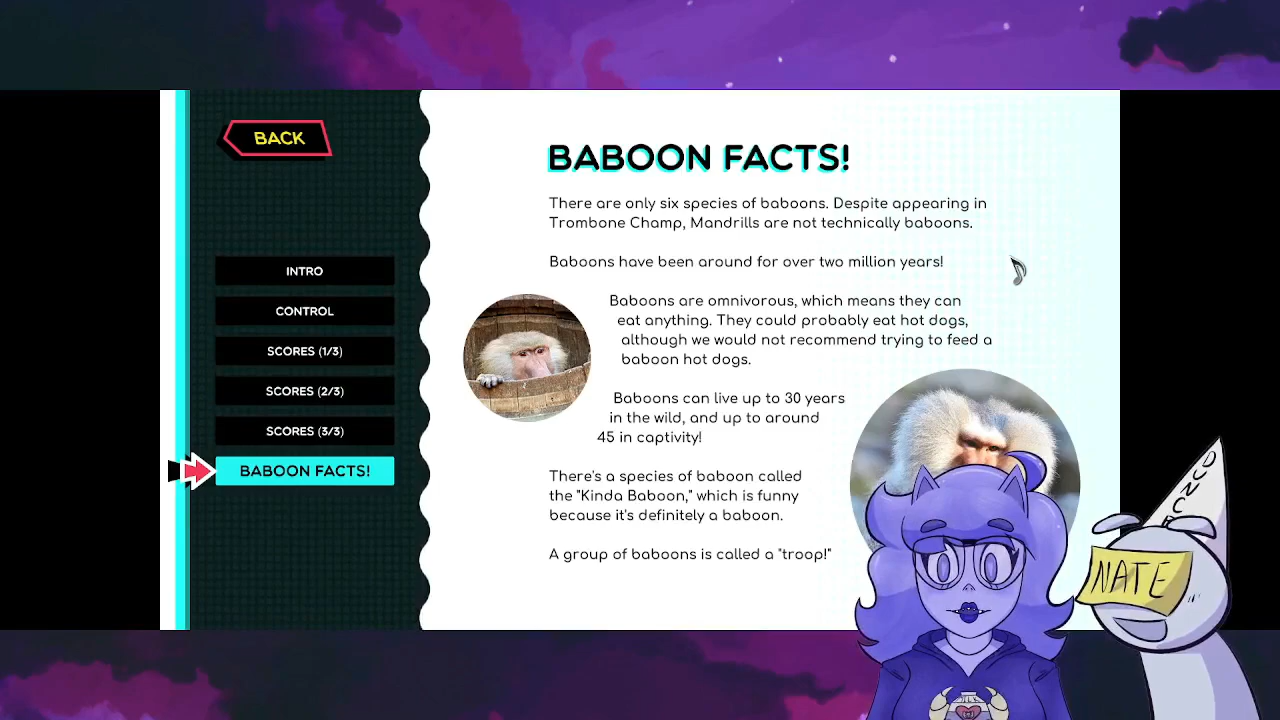 BACK
INTRO
CONTROL
SCORES (1/3)
SCORES (2/3)
SCORES (3/3)
BABOON FACTS!
BABOON FACTS!
There are only six species of baboons. Despite appearing in
Trombone Champ, Mandrills are not technically baboons.
Baboons have been around for over two million years!
Baboons are omnivorous, which means they can
eat anything. They could probably eat hot dogs,
although we would not recommend trying to feed a
baboon hot dogs.
Baboons can live up to 30 years
in the wild, and up to around
45 in captivity!
There's a species of baboon called
the "Kinda Baboon," which is funny
because it's definitely a baboon.
A group of baboons is called a "troop!"
DUNCE
NATE